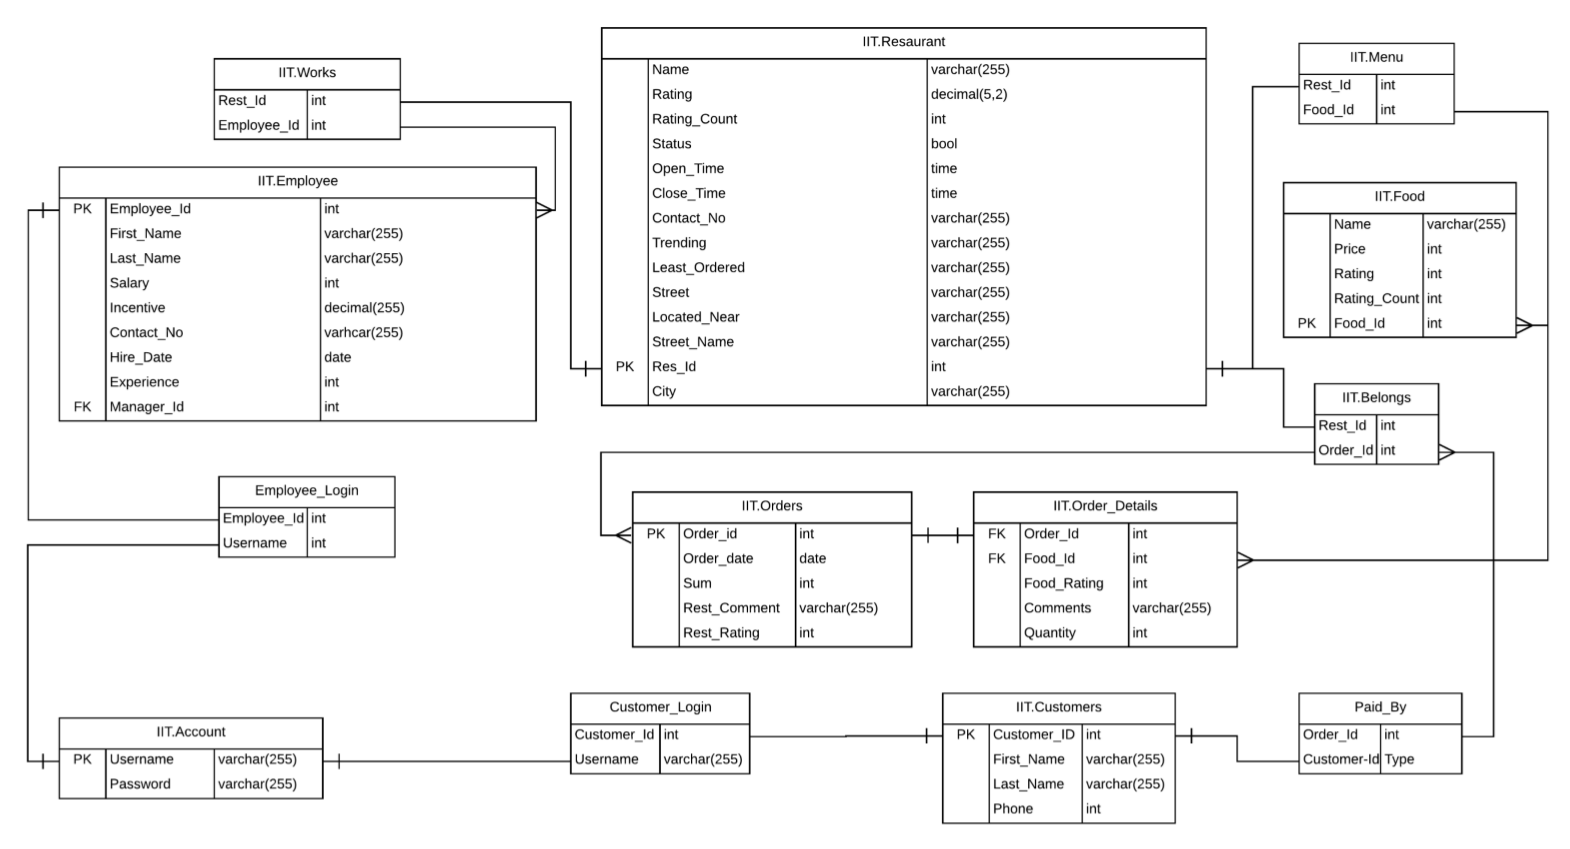 IIT.Works
Rest_Id int
Employee_Id int
IIT.Resaurant
Name varchar(255)
Rating decimal(5,2)
Rating_Count int
Status bool
Open_Time time
Close_Time time
Contact_No varchar(255)
Trending varchar(255)
Least_Ordered varchar(255)
Street varchar(255)
Located_Near varchar(255)
Street_Name varchar(255)
PK Res_Id int
City varchar(255)
IIT.Menu
Rest_Id int
Food_Id int
IIT.Employee
PK Employee_Id int
First_Name varchar(255)
Last_Name varchar(255)
Salary int
Incentive decimal(255)
Contact_No varhcar(255)
Hire_Date date
Experience int
FK Manager_Id int
IIT.Food
Name varchar(255)
Price int
Rating int
Rating_Count int
PK Food_Id int
IIT.Belongs
Rest_Id int
Order_Id int
Employee_Login
Employee_Id int
Username int
IIT.Orders
PK Order_id int
Order_date date
Sum int
Rest_Comment varchar(255)
Rest_Rating int
IIT.Order_Details
FK Order_Id int
FK Food_Id int
Food_Rating int
Comments varchar(255)
Quantity int
IIT.Account
PK Username varchar(255)
Password varchar(255)
Customer_Login
Customer_Id int
Username varchar(255)
IIT.Customers
PK Customer_ID int
First_Name varchar(255)
Last_Name varchar(255)
Phone int
Paid_By
Order_Id int
Customer-Id Type